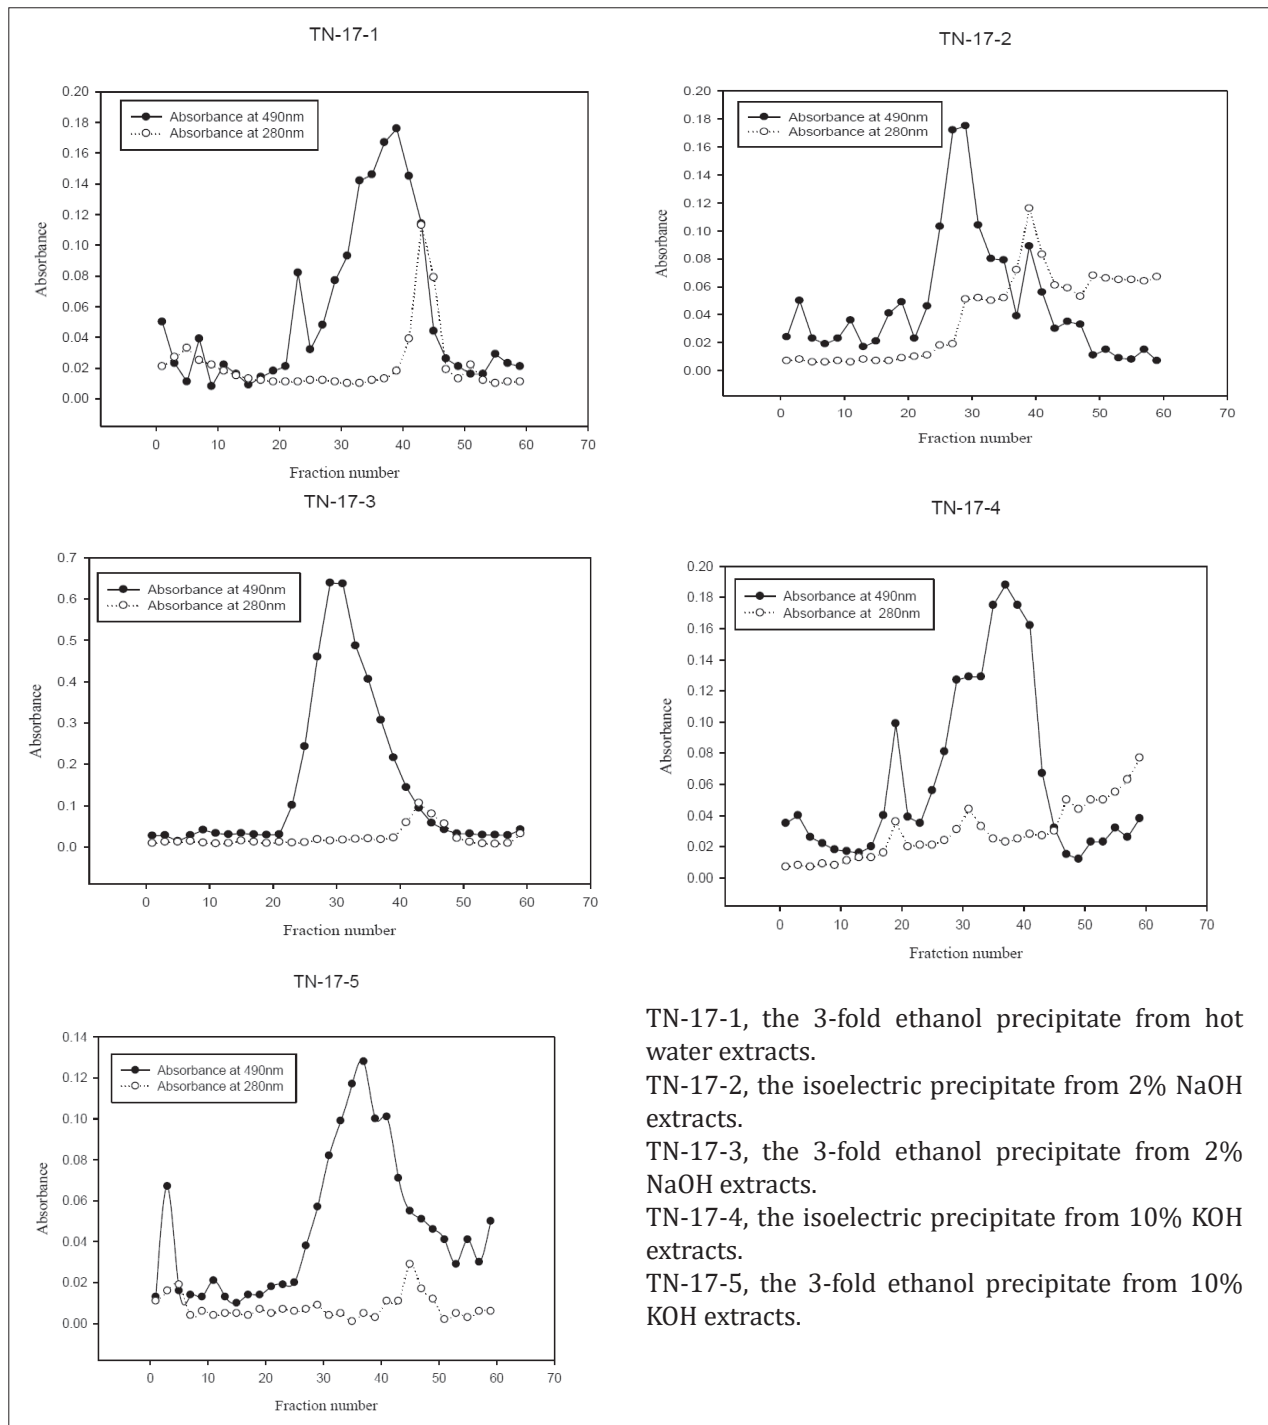 TN-17-1
0.20
0.18
0.16
0.14
0.12
0.10
0.08
0.06
0.04
0.02
0.00
Absorbance
Absorbance at 490nm
Absorbance at 280nm
0 10 20 30 40 50 60 70
Fraction number
TN-17-2
0.20
0.18
0.16
0.14
0.12
0.10
0.08
0.06
0.04
0.02
0.00
Absorbance
Absorbance at 490nm
Absorbance at 280nm
0 10 20 30 40 50 60 70
Fraction number
TN-17-3
0.7
0.6
0.5
0.4
0.3
0.2
0.1
0.0
Absorbance
Absorbance at 490nm
Absorbance at 280nm
0 10 20 30 40 50 60 70
Fraction number
TN-17-4
0.20
0.18
0.16
0.14
0.12
0.10
0.08
0.06
0.04
0.02
0.00
Absorbance
Absorbance at 490nm
Absorbance at 280nm
0 10 20 30 40 50 60 70
Fratction number
TN-17-5
0.14
0.12
0.10
0.08
0.06
0.04
0.02
0.00
Absorbance
Absorbance at 490nm
Absorbance at 280nm
0 10 20 30 40 50 60 70
Fraction number
TN-17-1, the 3-fold ethanol precipitate from hot
water extracts.
TN-17-2, the isoelectric precipitate from 2% NaOH
extracts.
TN-17-3, the 3-fold ethanol precipitate from 2%
NaOH extracts.
TN-17-4, the isoelectric precipitate from 10% KOH
extracts.
TN-17-5, the 3-fold ethanol precipitate from 10%
KOH extracts.